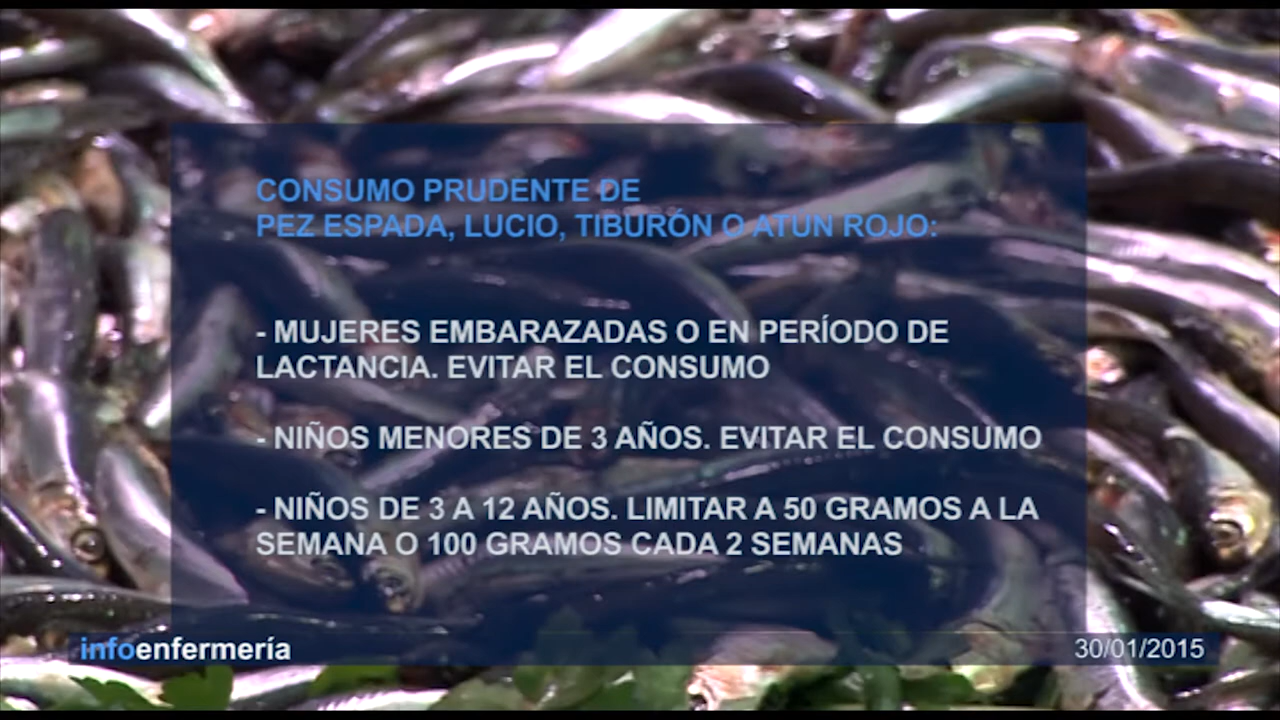 CONSUMO PRUDENTE DE
PEZ ESPADA, LUCIO, TIBURÓN O ATUN ROJO:
- MUJERES EMBARAZADAS O EN PERÍODO DE
LACTANCIA. EVITAR EL CONSUMO
- NIÑOS MENORES DE 3 AÑOS. EVITAR EL CONSUMO
- NIÑOS DE 3 A 12 AÑOS. LIMITAR A 50 GRAMOS A LA
SEMANA O 100 GRAMOS CADA 2 SEMANAS
infoenfermería
30/01/2015